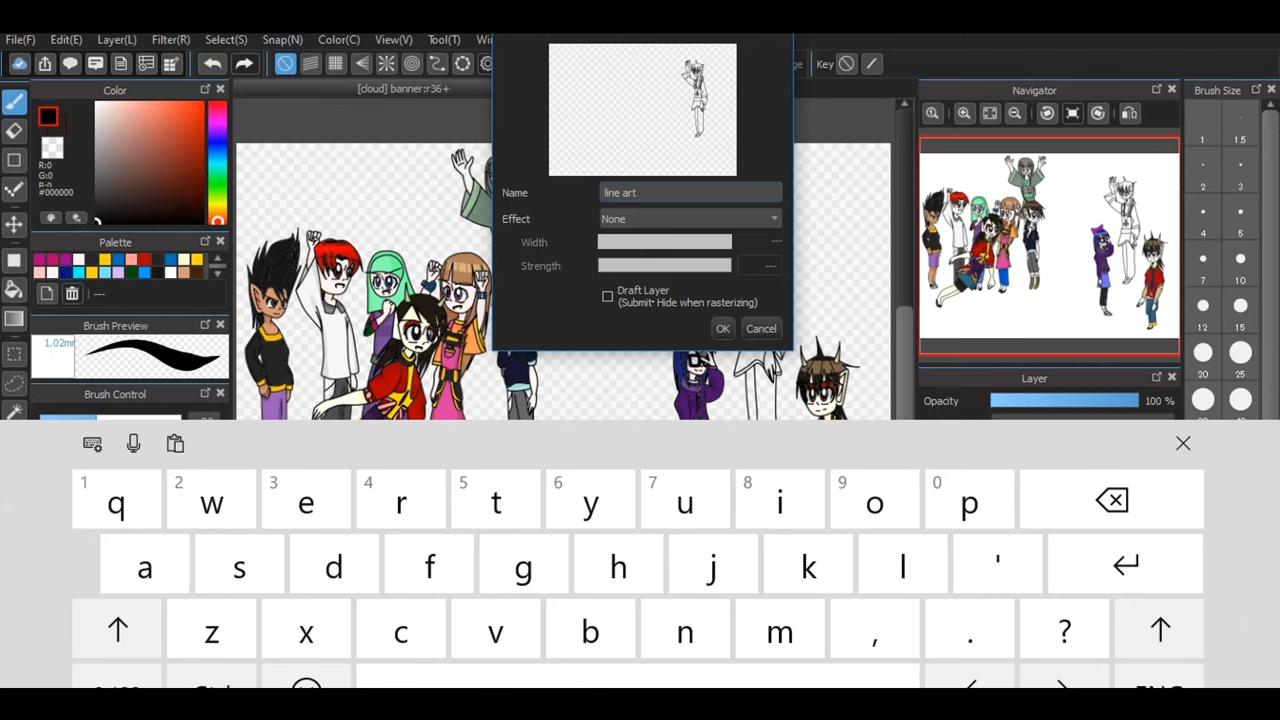 File(F) Edit(E) Layer(L) Filter(R) Select(S) Snap(N) Color(C) View(V) Tool(T)
Key
Color
R:0
G:0
#000000
Palette
---
Brush Preview
Brush Control
[cloud] banner:r36+
Name line art
Effect None
Width ---
Strength ---
Draft Layer
(Submit· Hide when rasterizing)
OK Cancel
Navigator
Layer
Opacity 100 %
Brush Size
1 1.5
2 3
4 5
7 10
12 15
20 25
1 2 3 4 5 6 7 8 9 0
q w e r t y u i o p
a s d f g h j k l '
z x c v b n m , . ?